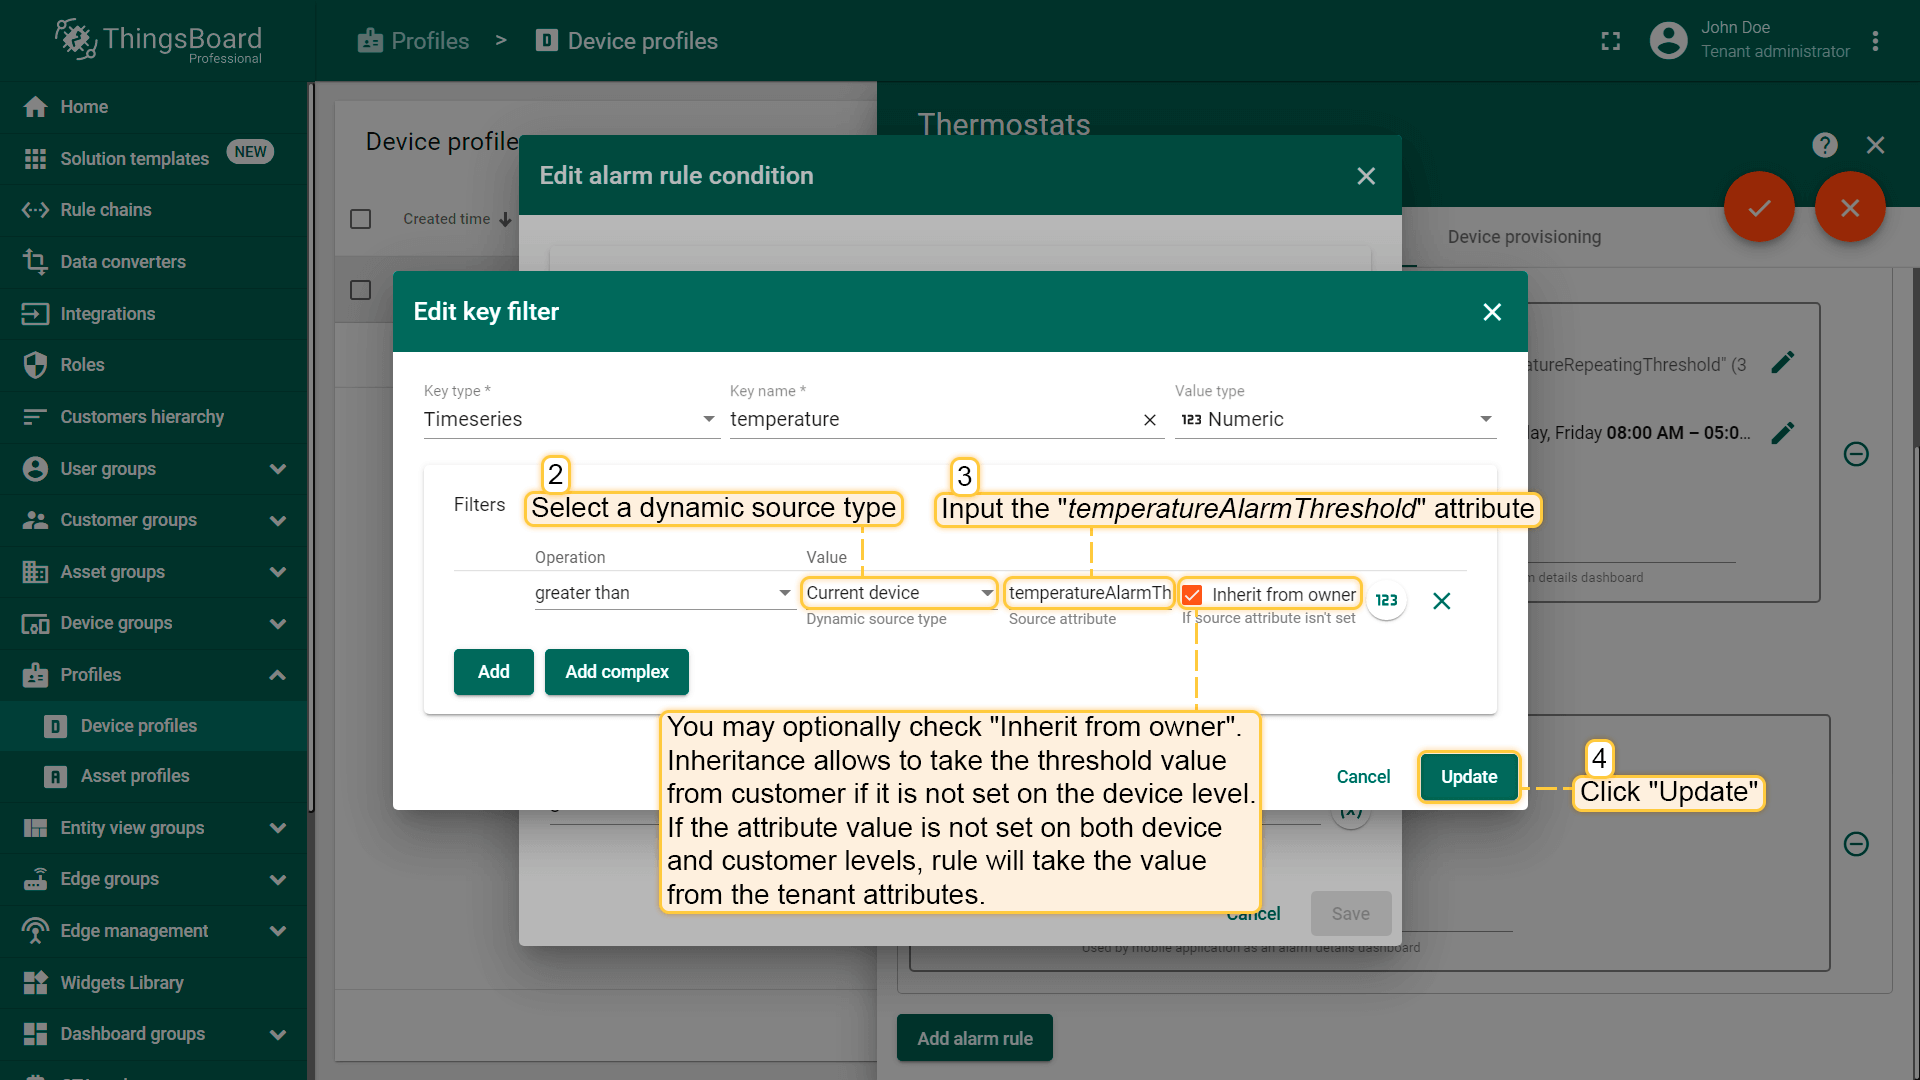 ThingsBoard
Professional
Profiles > Device profiles
John Doe
Tenant administrator
Home
Solution templates NEW
Rule chains
Data converters
Integrations
Roles
Customers hierarchy
User groups
Customer groups
Asset groups
Device groups
Profiles
Device profiles
Asset profiles
Entity view groups
Edge groups
Edge management
Widgets Library
Dashboard groups
Device profile
Created time
Thermostats
Device provisioning
Edit alarm rule condition
Edit key filter
Key type *
Timeseries
Key name *
temperature
Value type
123 Numeric
Filters
2
Select a dynamic source type
3
Input the "temperatureAlarmThreshold" attribute
Operation
Value
greater than
Current device
temperatureAlarmTh
Inherit from owner
123
Dynamic source type
Source attribute
If source attribute isn't set
Add
Add complex
You may optionally check "Inherit from owner".
Inheritance allows to take the threshold value
from customer if it is not set on the device level.
If the attribute value is not set on both device
and customer levels, rule will take the value
from the tenant attributes.
Cancel
Update
4
Click "Update"
atureRepeatingThreshold" (3
ay, Friday 08:00 AM – 05:0...
m details dashboard
(x)
Cancel
Save
Used by mobile application as an alarm details dashboard
Add alarm rule